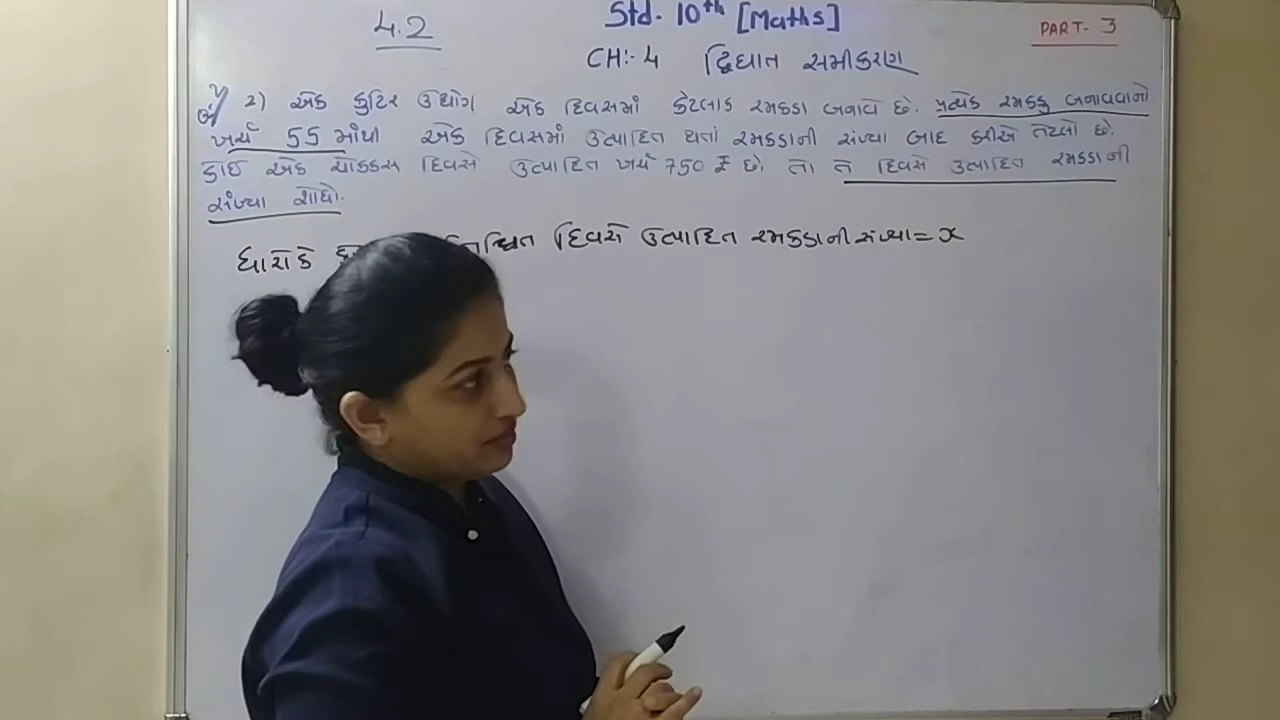 4.2
Std. 10th [Maths]
PART- 3
CH:- 4 દ્વિઘાત સમીકરણ
2) એક કુટિર ઉદ્યોગ એક દિવસમાં કેટલાક રમકડા બનાવે છે. પ્રત્યેક રમકડુ બનાવવાનો
ખર્ચ 55 માંથી એક દિવસમાં ઉત્પાદિત થતાં રમકડાની સંખ્યા બાદ કરીએ તેટલો છે.
કોઈ એક ચોક્કસ દિવસે ઉત્પાદિત ખર્ચ 750 ₹ છે. તો તે દિવસે ઉત્પાદિત રમકડાની
સંખ્યા શોધો.
ધારોકે દિવસે ઉત્પાદિત રમકડાની સંખ્યા = x